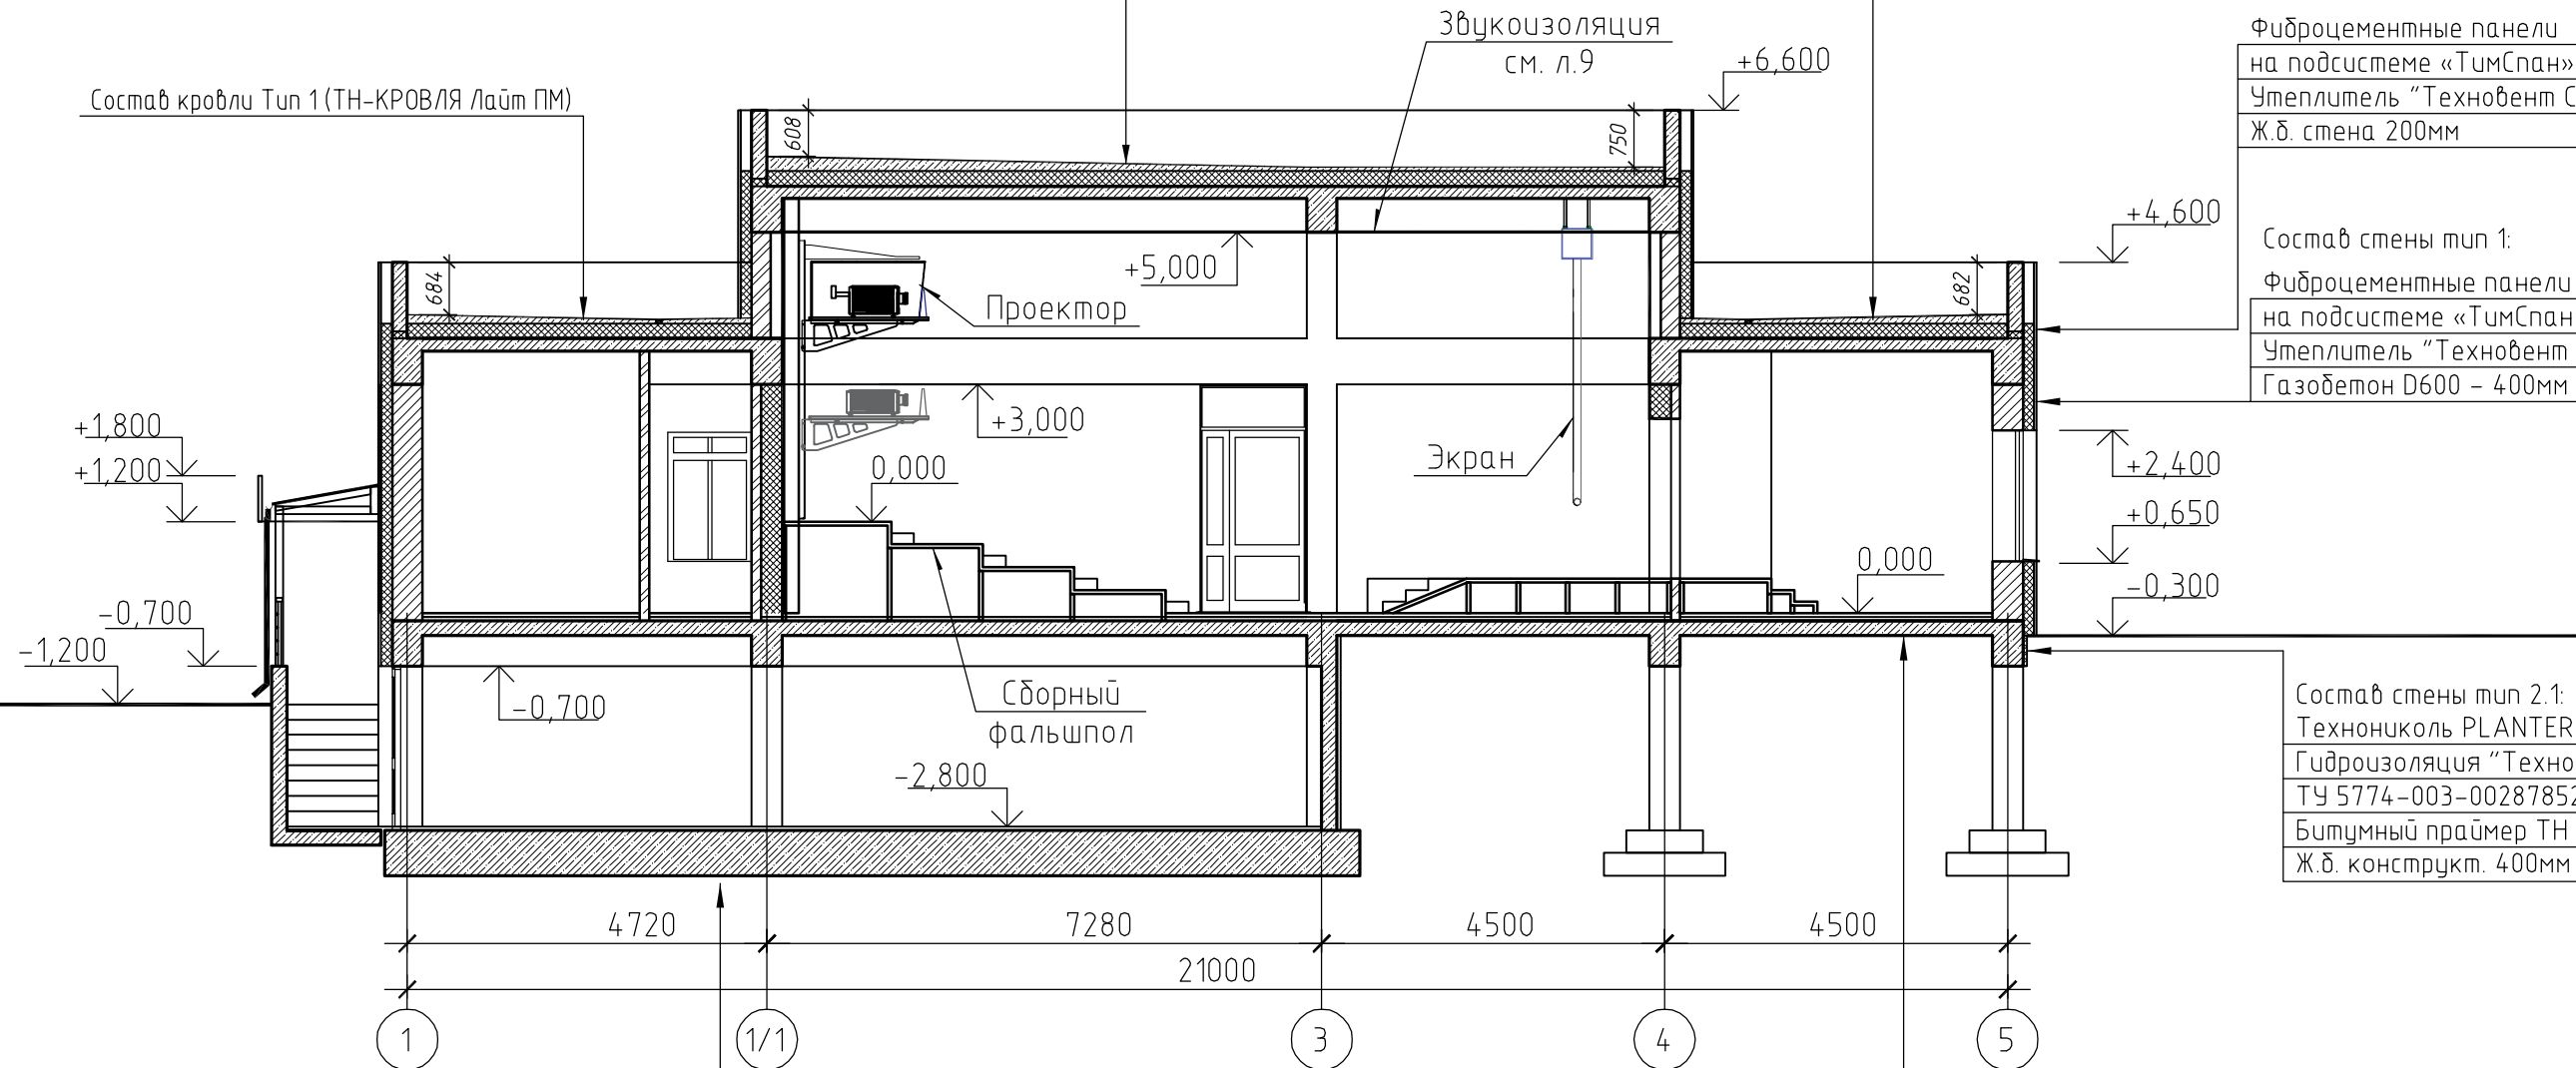 Звукоизоляция
см. л.9
+6,600
Состав кровли Тип 1 (ТН-КРОВЛЯ Лайт ПМ)
608
750
684
682
+5,000
Проектор
+3,000
0,000
Экран
0,000
+1,800
+1,200
-0,700
-1,200
-0,700
Сборный
фальшпол
-2,800
Фиброцементные панели
на подсистеме «ТимСпан»
Утеплитель "Техновент С
Ж.б. стена 200мм
+4,600
Состав стены тип 1:
Фиброцементные панели
на подсистеме «ТимСпан
Утеплитель "Техновент
Газобетон D600 - 400мм
+2,400
+0,650
-0,300
Состав стены тип 2.1:
Технониколь PLANTER
Гидроизоляция "Техно
ТУ 5774-003-0028785
Битумный праймер ТН
Ж.б. конструкт. 400мм
4720
7280
4500
4500
21000
1
1/1
3
4
5